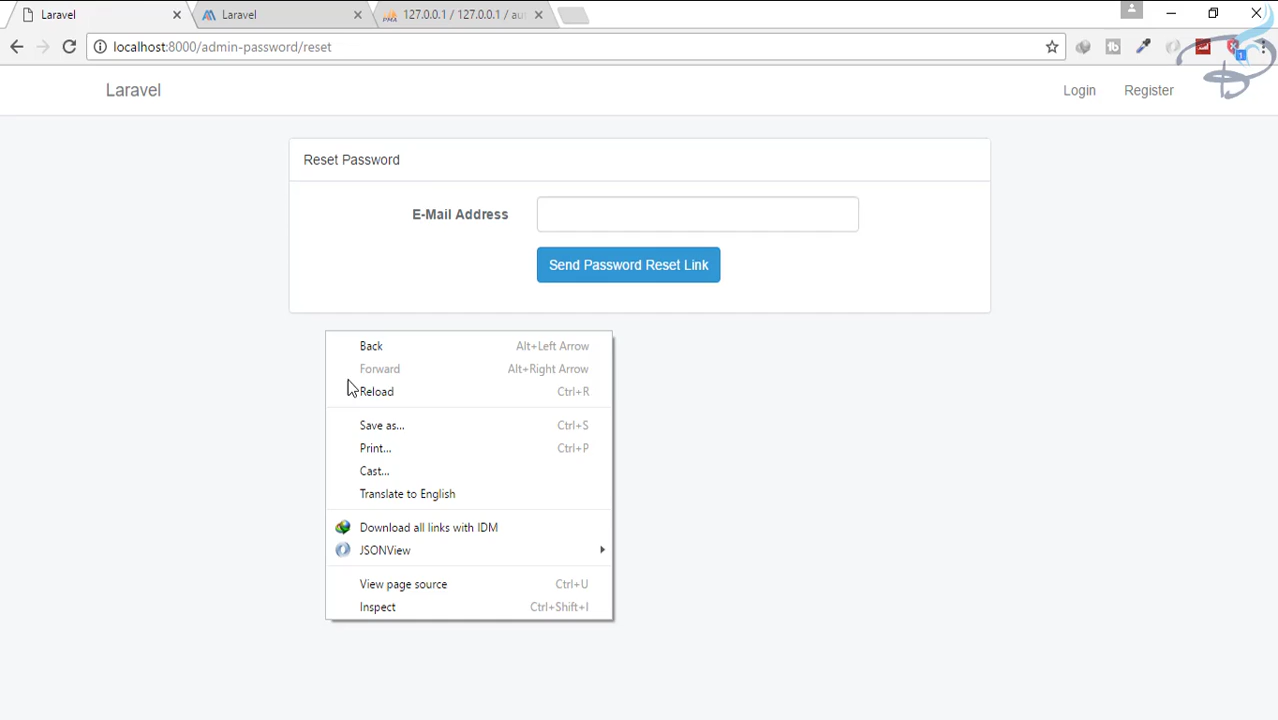 Laravel
Laravel
127.0.0.1 / 127.0.0.1 / au
localhost:8000/admin-password/reset
Laravel
Login
Register
Reset Password
E-Mail Address
Send Password Reset Link
Back Alt+Left Arrow
Forward Alt+Right Arrow
Reload Ctrl+R
Save as... Ctrl+S
Print... Ctrl+P
Cast...
Translate to English
Download all links with IDM
JSONView
View page source Ctrl+U
Inspect Ctrl+Shift+I